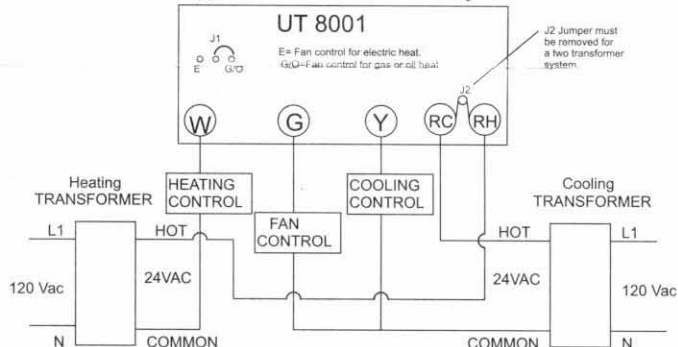 UT 8001
J1
E= Fan control for electric heat.
G/O=Fan control for gas or oil heat
E
G/O
J2 Jumper must
be removed for
a two transformer
system.
J2
W
G
Y
RC
RH
Heating
TRANSFORMER
HEATING
CONTROL
COOLING
CONTROL
Cooling
TRANSFORMER
FAN
CONTROL
L1
HOT
HOT
L1
120 Vac
24VAC
24VAC
120 Vac
N
COMMON
COMMON
N